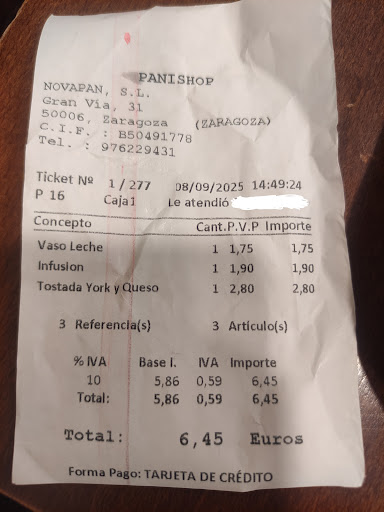 PANISHOP
NOVAPAN, S.L.
Gran Vía, 31
50006, Zaragoza (ZARAGOZA)
C.I.F. : B50491778
Tel. : 976229431
Ticket Nº 1 / 277 08/09/2025 14:49:24
P 16 Caja1 Le atendió
Concepto Cant. P.V.P Importe
Vaso Leche 1 1,75 1,75
Infusion 1 1,90 1,90
Tostada York y Queso 1 2,80 2,80
3 Referencia(s) 3 Articulo(s)
% IVA Base I. IVA Importe
10 5,86 0,59 6,45
Total: 5,86 0,59 6,45
Total: 6,45 Euros
Forma Pago: TARJETA DE CRÉDITO